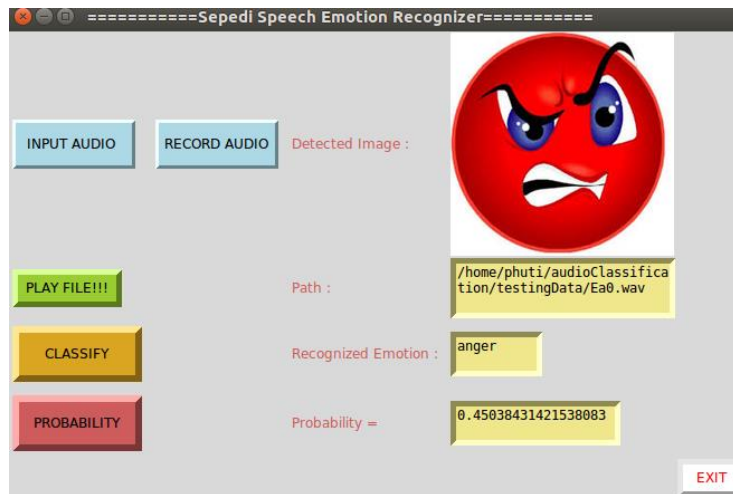 ===========Sepedi Speech Emotion Recognizer===========
INPUT AUDIO
RECORD AUDIO
Detected Image :
PLAY FILE!!!
Path :
/home/phuti/audioClassifica
tion/testingData/Ea0.wav
CLASSIFY
Recognized Emotion :
anger
PROBABILITY
Probability =
0.45038431421538083
EXIT